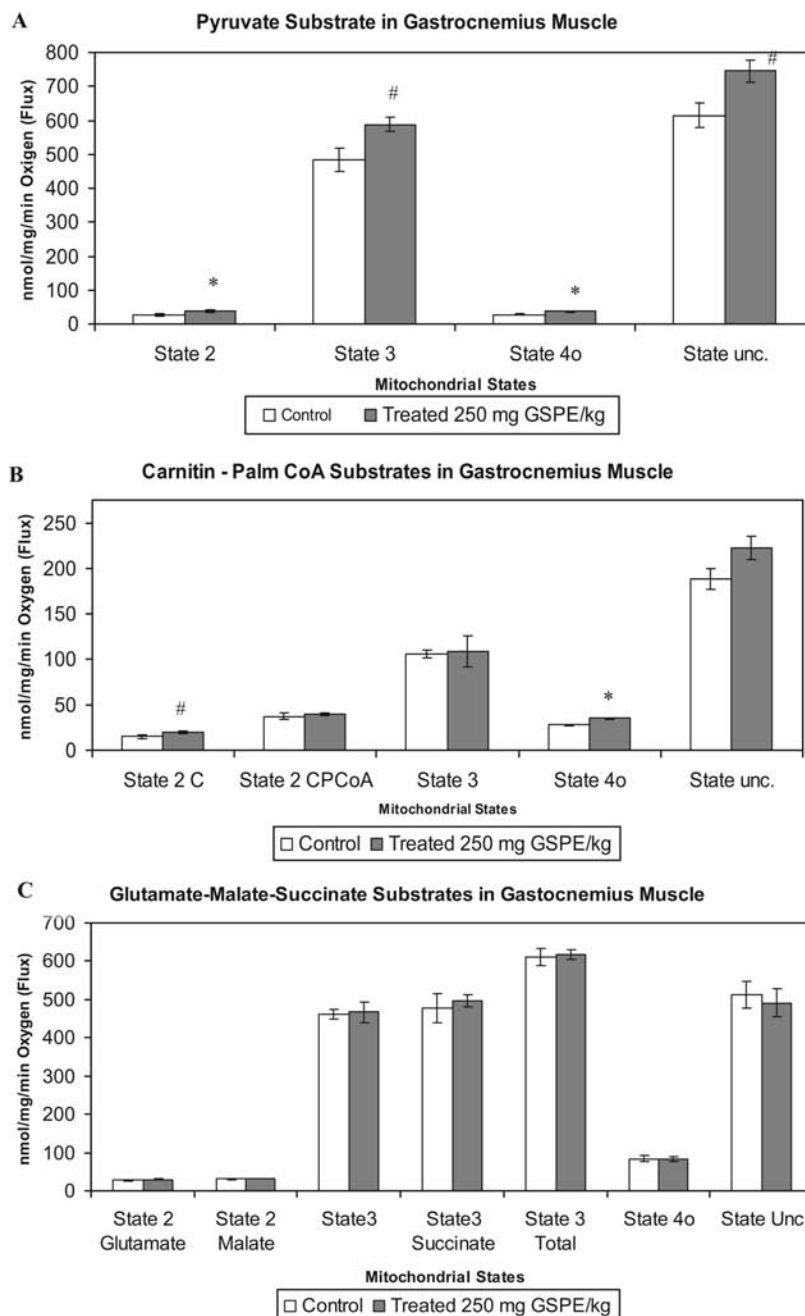 A
Pyruvate Substrate in Gastrocnemius Muscle
nmol/mg/min Oxigen (Flux)
800
700
600
500
400
300
200
100
0
*
#
*
#
State 2 State 3 State 4o State unc.
Mitochondrial States
Control Treated 250 mg GSPE/kg
B
Carnitin - Palm CoA Substrates in Gastrocnemius Muscle
nmol/mg/min Oxygen (Flux)
250
200
150
100
50
0
#
*
State 2 C State 2 CPCoA State 3 State 4o State unc.
Mitochondrial States
Control Treated 250 mg GSPE/kg
C
Glutamate-Malate-Succinate Substrates in Gastocnemius Muscle
nmol/mg/min Oxygen (Flux)
700
600
500
400
300
200
100
0
State 2 State 2 State3 State3 State 3 State 4o State Unc
Glutamate Malate Succinate Total
Mitochondrial States
Control Treated 250 mg GSPE/kg